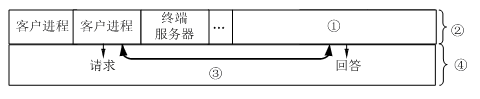 客户进程 客户进程 终端 服务器 … ① ②
请求 ③ 回答 ④